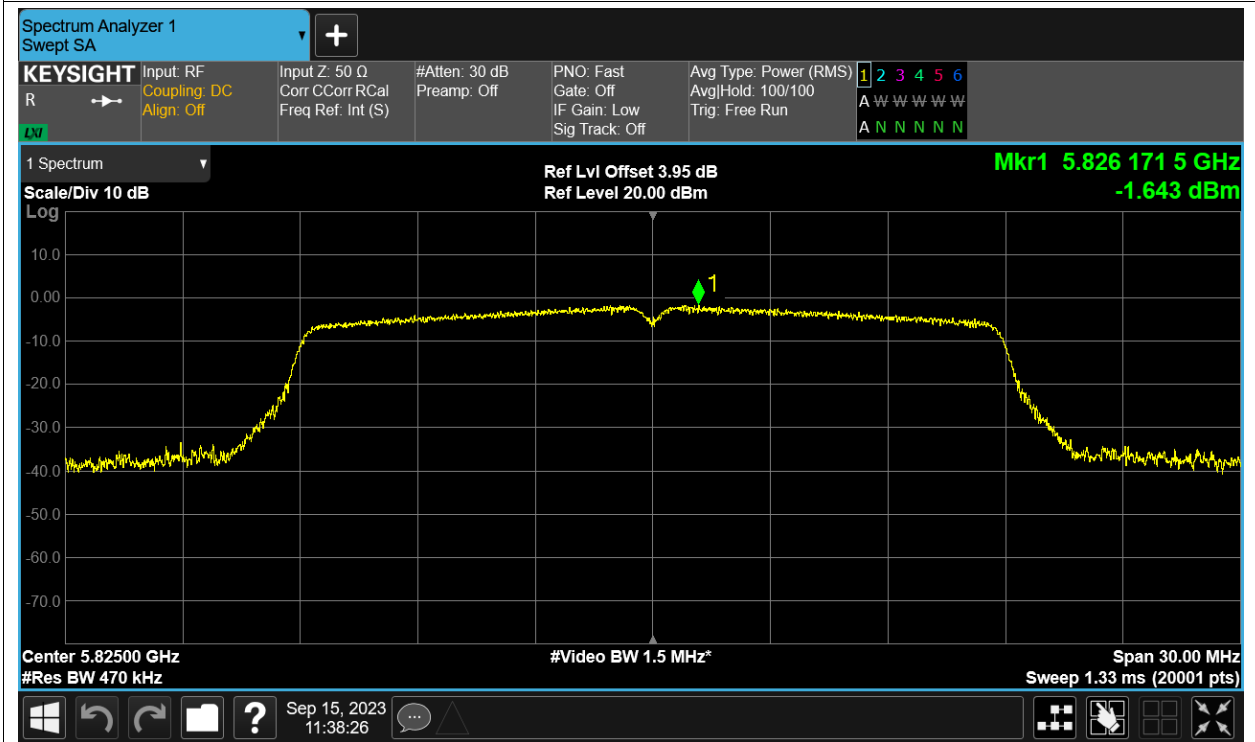 Spectrum Analyzer 1
Swept SA
+
KEYSIGHT
R
LXI
Input: RF
Coupling: DC
Align: Off
Input Z: 50 Ω
Corr CCorr RCal
Freq Ref: Int (S)
#Atten: 30 dB
Preamp: Off
PNO: Fast
Gate: Off
IF Gain: Low
Sig Track: Off
Avg Type: Power (RMS)
Avg|Hold: 100/100
Trig: Free Run
1 2 3 4 5 6
A W W W W W
A N N N N N
1 Spectrum
Scale/Div 10 dB
Log
Ref Lvl Offset 3.95 dB
Ref Level 20.00 dBm
Mkr1 5.826 171 5 GHz
-1.643 dBm
10.0
0.00
-10.0
-20.0
-30.0
-40.0
-50.0
-60.0
-70.0
1
Center 5.82500 GHz
#Res BW 470 kHz
#Video BW 1.5 MHz*
Span 30.00 MHz
Sweep 1.33 ms (20001 pts)
?
Sep 15, 2023
11:38:26